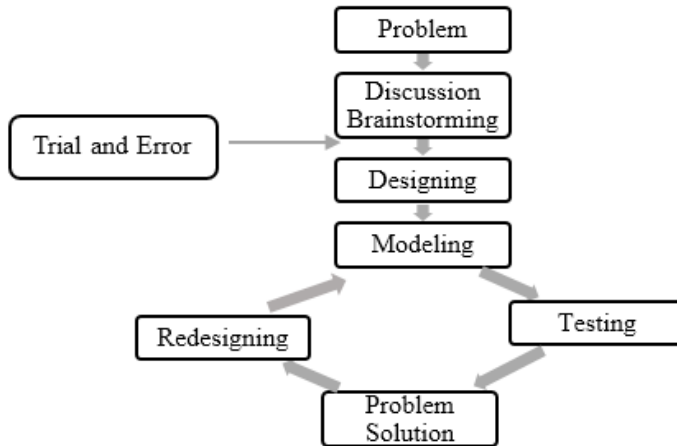 Problem
Discussion
Brainstorming
Trial and Error
Designing
Modeling
Redesigning
Testing
Problem
Solution